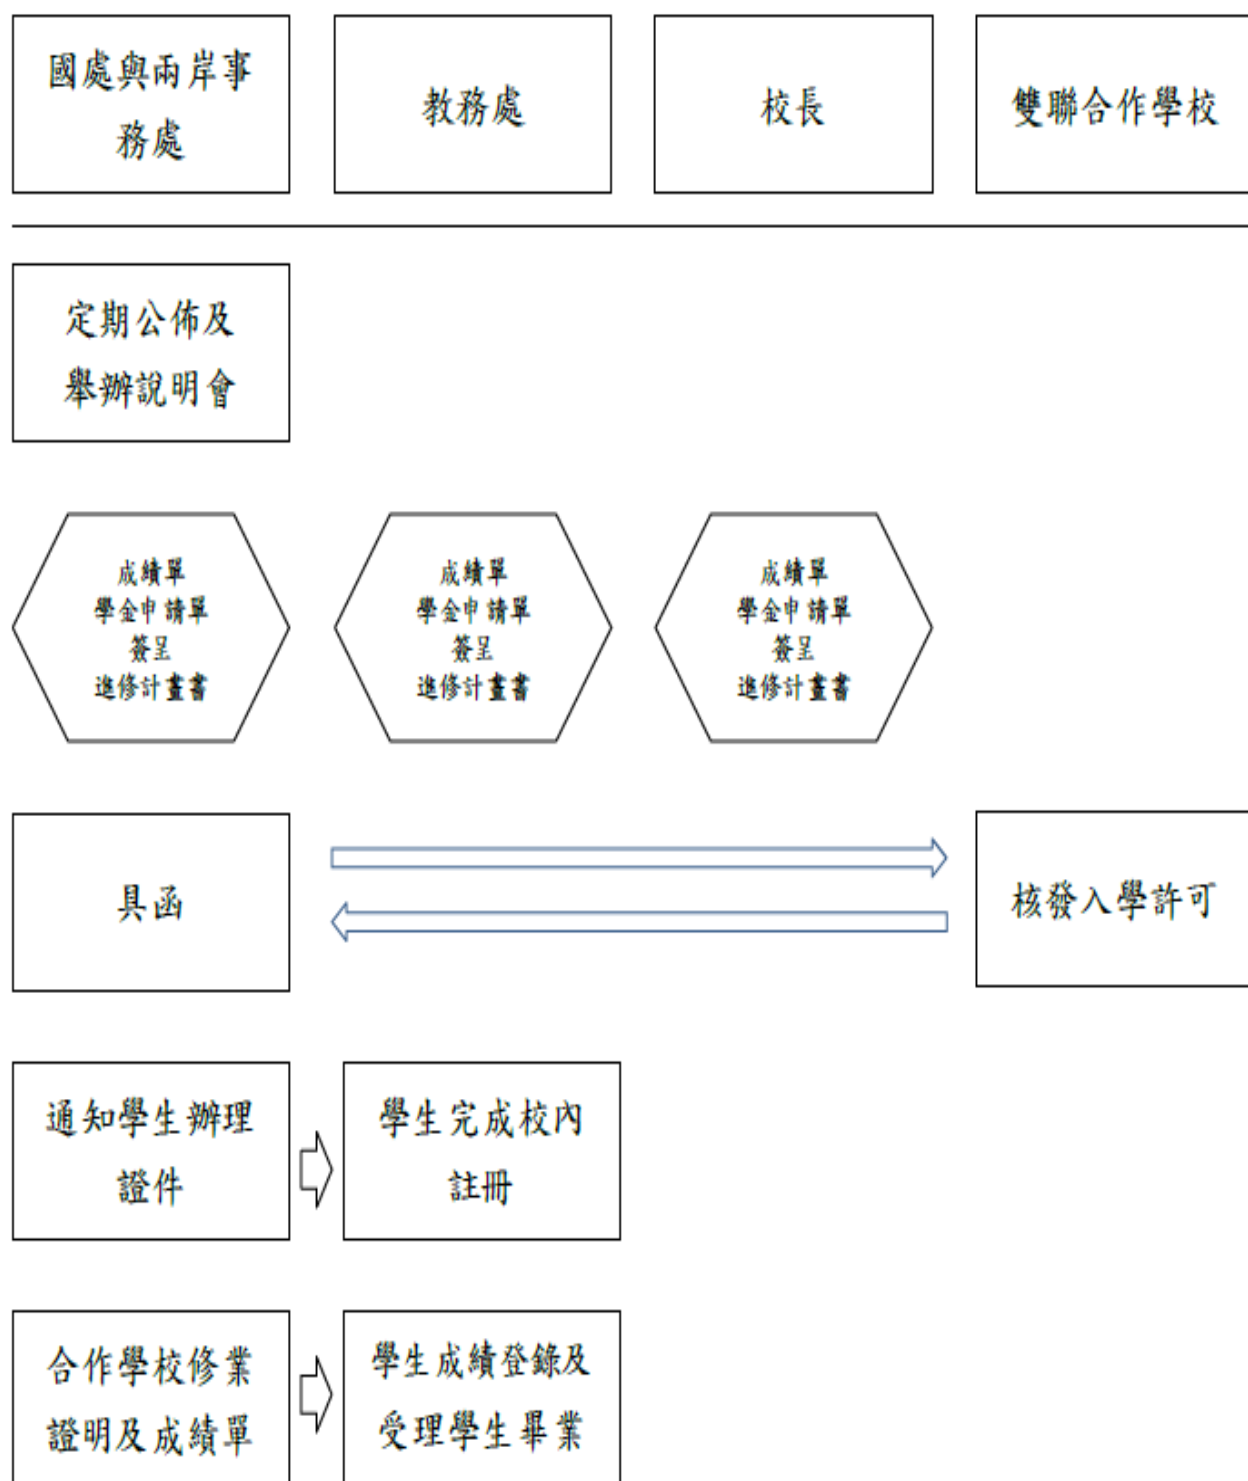 國處與兩岸事
務處
教務處
校長
雙聯合作學校
定期公佈及
舉辦說明會
成績單
學金申請單
簽呈
進修計畫書
成績單
學金申請單
簽呈
進修計畫書
成績單
學金申請單
簽呈
進修計畫書
具函
核發入學許可
通知學生辦理
證件
學生完成校內
註冊
合作學校修業
證明及成績單
學生成績登錄及
受理學生畢業